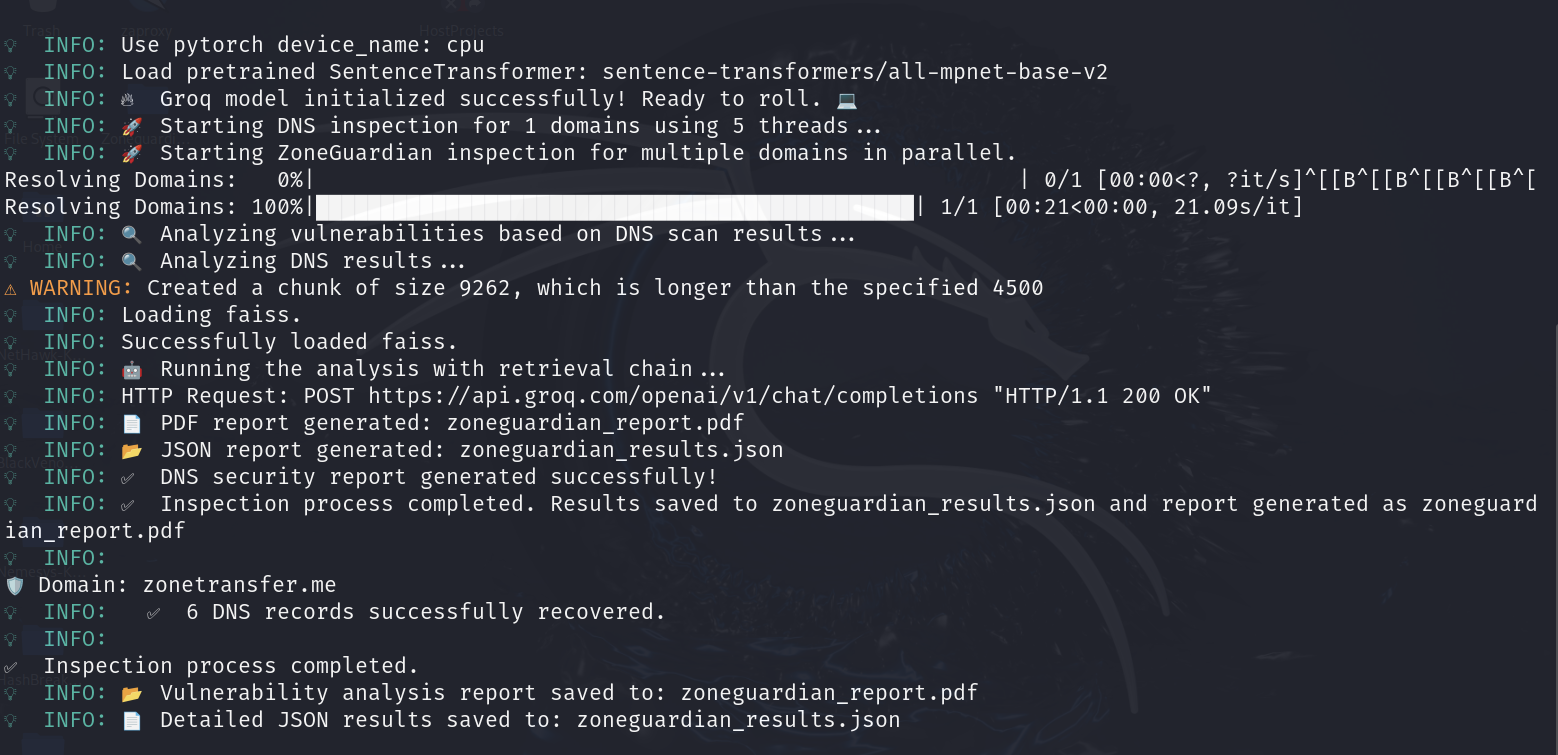 Trash
HostProjects
💡 INFO: Use pytorch device_name: cpu
💡 INFO: Load pretrained SentenceTransformer: sentence-transformers/all-mpnet-base-v2
💡 INFO: 🔥 Groq model initialized successfully! Ready to roll. 💻
💡 INFO: 🚀 Starting DNS inspection for 1 domains using 5 threads...
💡 INFO: 🚀 Starting ZoneGuardian inspection for multiple domains in parallel.
Resolving Domains:   0%|                                                      | 0/1 [00:00<?, ?it/s]^[[B^[[B^[[B^[[B^[
Resolving Domains: 100%|██████████████████████████████████████████████| 1/1 [00:21<00:00, 21.09s/it]
💡 INFO: 🔍 Analyzing vulnerabilities based on DNS scan results...
💡 INFO: 🔍 Analyzing DNS results...
⚠ WARNING: Created a chunk of size 9262, which is longer than the specified 4500
💡 INFO: Loading faiss.
💡 INFO: Successfully loaded faiss.
💡 INFO: 🤖 Running the analysis with retrieval chain...
💡 INFO: HTTP Request: POST https://api.groq.com/openai/v1/chat/completions "HTTP/1.1 200 OK"
💡 INFO: 📄 PDF report generated: zoneguardian_report.pdf
💡 INFO: 📂 JSON report generated: zoneguardian_results.json
💡 INFO: ✅ DNS security report generated successfully!
💡 INFO: ✅ Inspection process completed. Results saved to zoneguardian_results.json and report generated as zoneguard
ian_report.pdf
💡 INFO:
🛡️ Domain: zonetransfer.me
💡 INFO:   ✅ 6 DNS records successfully recovered.
💡 INFO:
✅ Inspection process completed.
💡 INFO: 📂 Vulnerability analysis report saved to: zoneguardian_report.pdf
💡 INFO: 📄 Detailed JSON results saved to: zoneguardian_results.json